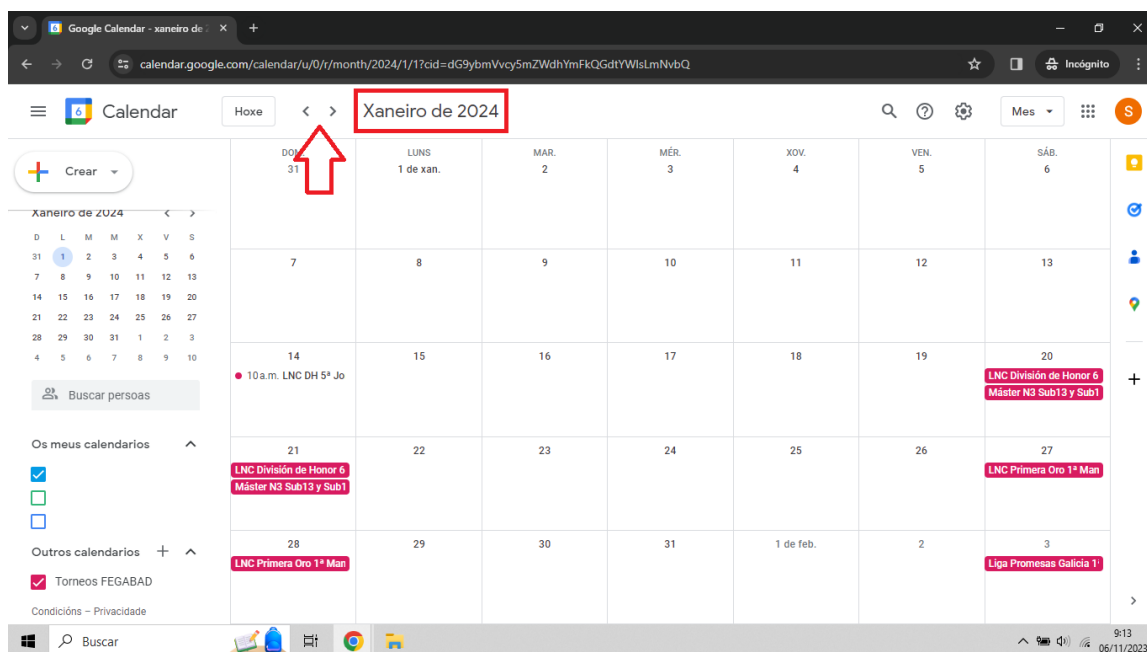 Google Calendar - xaneiro de 2
calendar.google.com/calendar/u/0/r/month/2024/1/1?cid=dG9ybmVvcy5mZWdhYmFkQGdtYWlsLmNvbQ
Incógnito
6 Calendar
Hoxe
Xaneiro de 2024
Mes
S
Crear
Xaneiro de 2024
D L M M X V S
31 1 2 3 4 5 6
7 8 9 10 11 12 13
14 15 16 17 18 19 20
21 22 23 24 25 26 27
28 29 30 31 1 2 3
4 5 6 7 8 9 10
Buscar persoas
Os meus calendarios
Outros calendarios
Torneos FEGABAD
Condicións – Privacidade
DOM. LUNS MAR. MÉR. XOV. VEN. SÁB.
31 1 de xan. 2 3 4 5 6
7 8 9 10 11 12 13
14 15 16 17 18 19 20
10 a.m. LNC DH 5ª Jo
LNC División de Honor 6
Máster N3 Sub13 y Sub1
21 22 23 24 25 26 27
LNC División de Honor 6
LNC Primera Oro 1ª Man
Máster N3 Sub13 y Sub1
28 29 30 31 1 de feb. 2 3
LNC Primera Oro 1ª Man
Liga Promesas Galicia 1
Buscar
9:13
06/11/2023